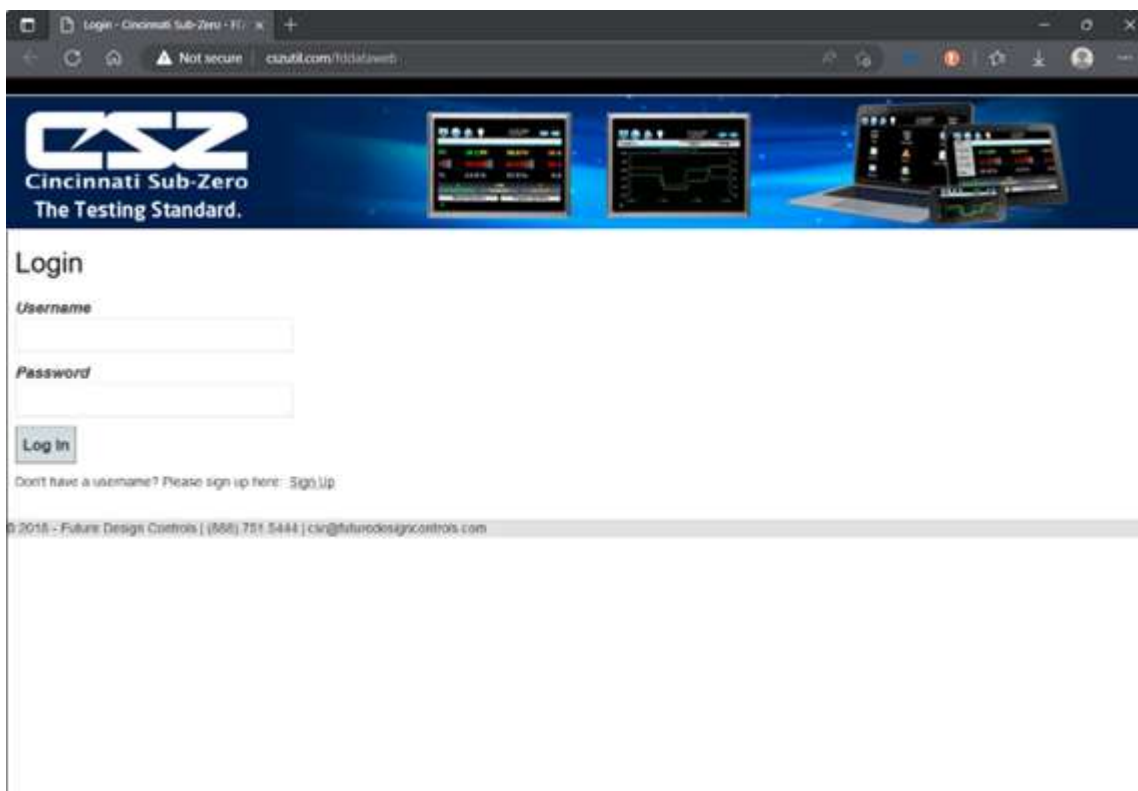 Login - Cincinnati Sub-Zero - F
Not secure cszutil.com/fddataweb
CSZ
Cincinnati Sub-Zero
The Testing Standard.
Login
Username
Password
Log In
Don't have a username? Please sign up here: Sign Up
© 2018 - Future Design Controls | (888) 751 5444 | csr@futuredesigncontrols.com